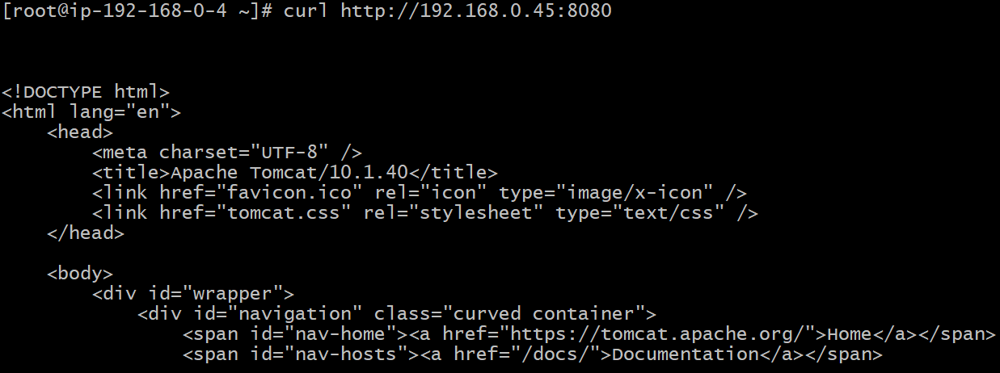 [root@ip-192-168-0-4 ~]# curl http://192.168.0.45:8080
<!DOCTYPE html>
<html lang="en">
    <head>
        <meta charset="UTF-8" />
        <title>Apache Tomcat/10.1.40</title>
        <link href="favicon.ico" rel="icon" type="image/x-icon" />
        <link href="tomcat.css" rel="stylesheet" type="text/css" />
    </head>

    <body>
        <div id="wrapper">
            <div id="navigation" class="curved container">
                <span id="nav-home"><a href="https://tomcat.apache.org/">Home</a></span>
                <span id="nav-hosts"><a href="/docs/">Documentation</a></span>